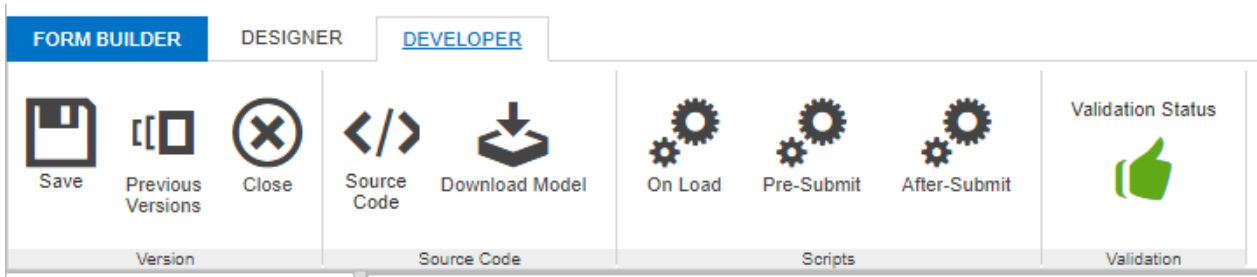 FORM BUILDER DESIGNER DEVELOPER
Validation Status
Save Previous Versions Close Source Code Download Model On Load Pre-Submit After-Submit
Version Source Code Scripts Validation